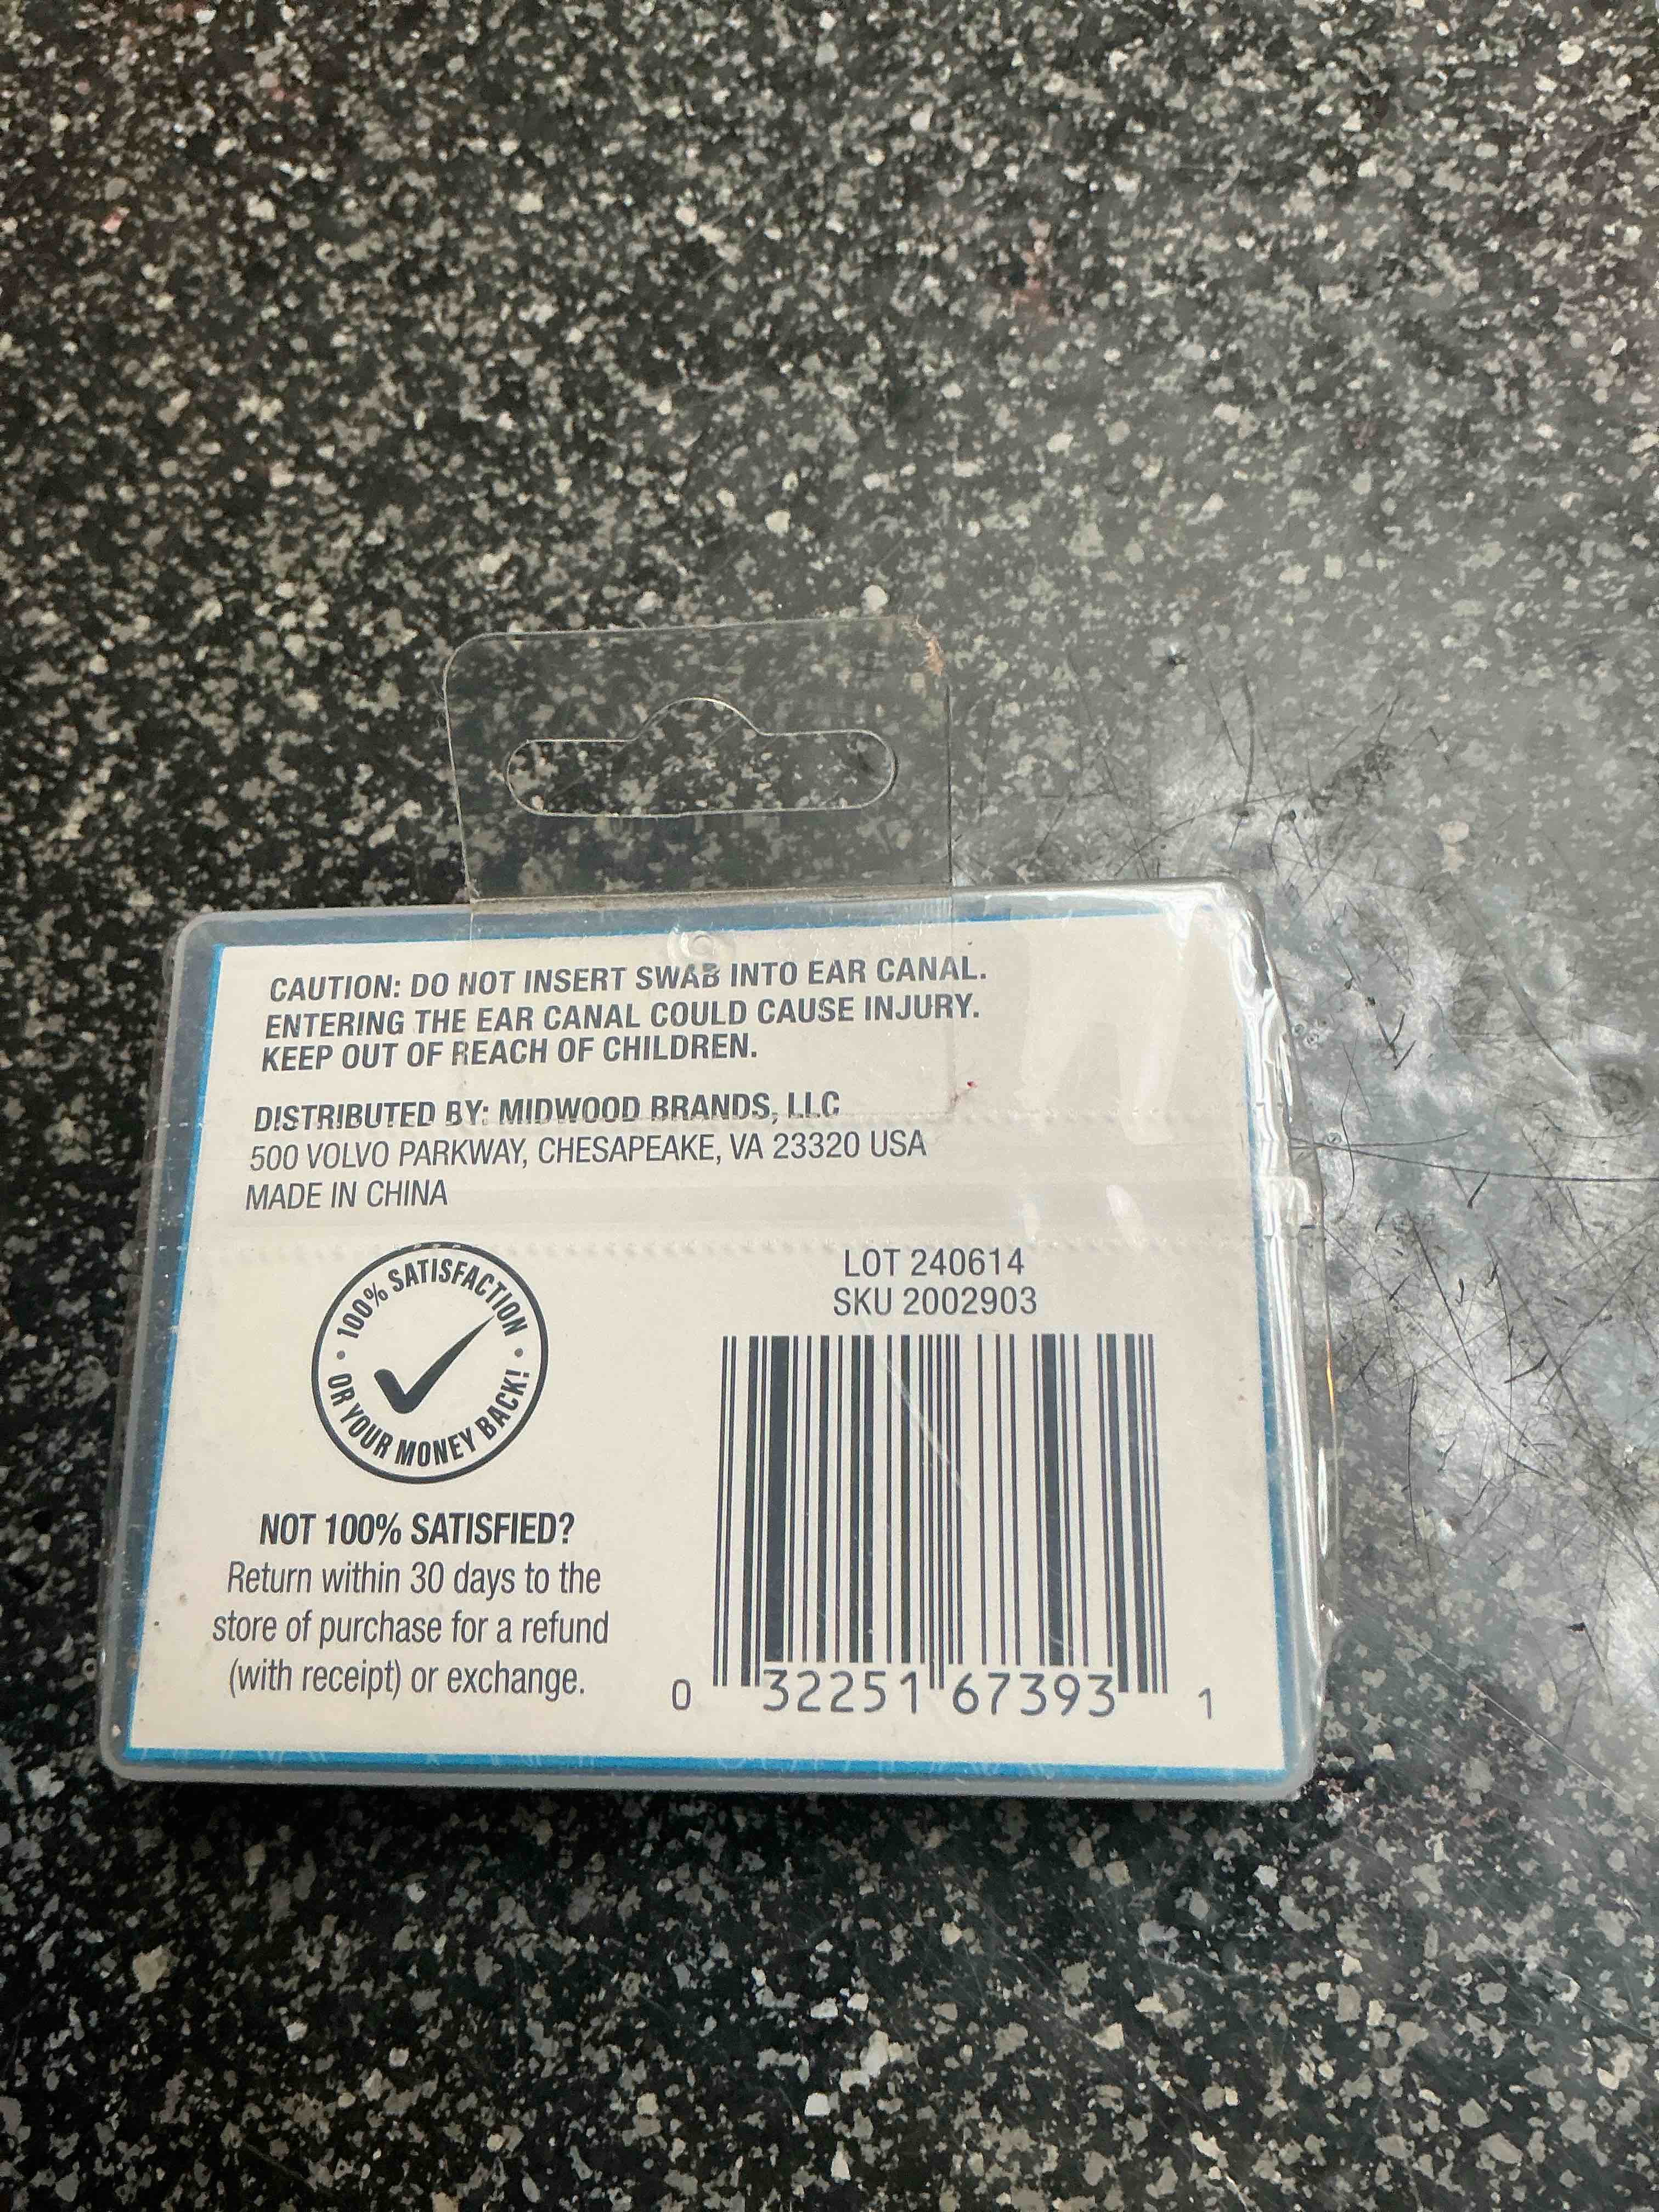 CAUTION: DO NOT INSERT SWAB INTO EAR CANAL.
ENTERING THE EAR CANAL COULD CAUSE INJURY.
KEEP OUT OF REACH OF CHILDREN.
DISTRIBUTED BY: MIDWOOD BRANDS, LLC
500 VOLVO PARKWAY, CHESAPEAKE, VA 23320 USA
MADE IN CHINA
• 100% SATISFACTION •
OR YOUR MONEY BACK!
NOT 100% SATISFIED?
Return within 30 days to the
store of purchase for a refund
(with receipt) or exchange.
LOT 240614
SKU 2002903
0 32251 67393 1